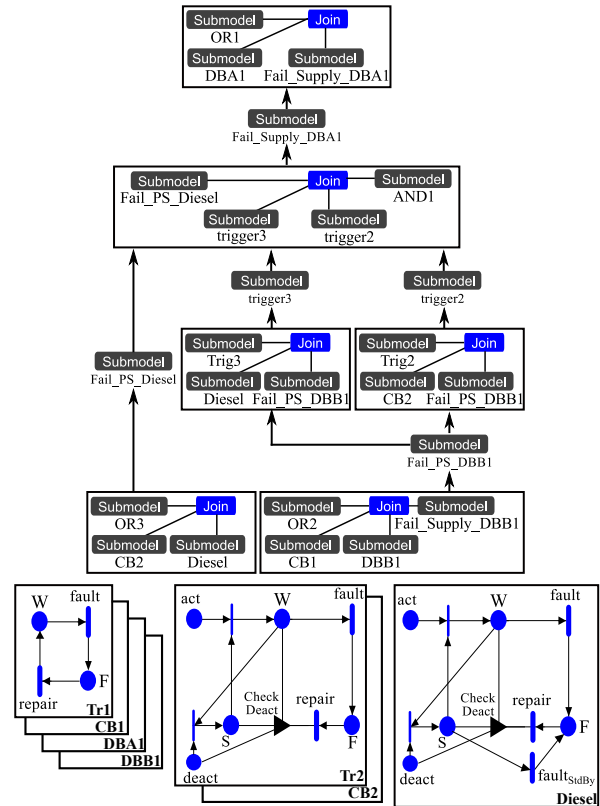 Submodel Join
OR1
Submodel Submodel
DBA1 Fail_Supply_DBA1
Submodel
Fail_Supply_DBA1
Submodel Join Submodel
Fail_PS_Diesel AND1
Submodel Submodel
trigger3 trigger2
Submodel Submodel
trigger3 trigger2
Submodel Join Submodel Join
Trig3 Trig2
Submodel Submodel Submodel Submodel
Diesel Fail_PS_DBB1 CB2 Fail_PS_DBB1
Submodel
Fail_PS_Diesel
Submodel
Fail_PS_DBB1
Submodel Join Submodel Join Submodel
OR3 OR2 Fail_Supply_DBB1
Submodel Submodel Submodel Submodel
CB2 Diesel CB1 DBB1
W fault
F
repair
Tr1
CB1
DBA1
DBB1
act W fault
Check
Deact
repair
S F
deact
Tr2
CB2
act W fault
Check
Deact
repair
S F
deact
faultStdBy
Diesel